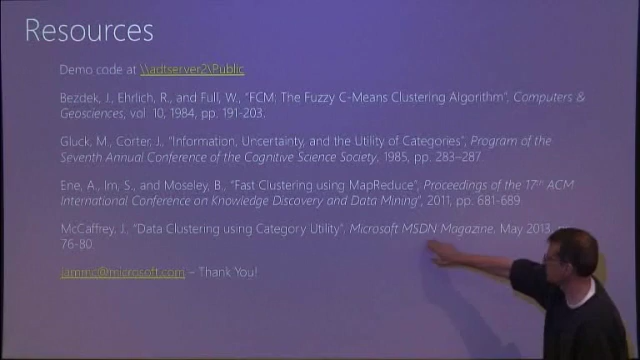 Resources
Demo code at \\adtserver2\Public
Bezdek, J., Ehrlich, R., and Full, W., "FCM: The Fuzzy C-Means Clustering Algorithm", Computers &
Geosciences, vol. 10, 1984, pp. 191-203.
Gluck, M., Corter, J., "Information, Uncertainty, and the Utility of Categories", Program of the
Seventh Annual Conference of the Cognitive Science Society, 1985, pp. 283–287
Ene, A., Im, S., and Moseley, B., "Fast Clustering using MapReduce", Proceedings of the 17th ACM
International Conference on Knowledge Discovery and Data Mining", 2011, pp. 681-689
McCaffrey, J., "Data Clustering using Category Utility", Microsoft MSDN Magazine, May 2013,
76-80
jammc@microsoft.com – Thank You!